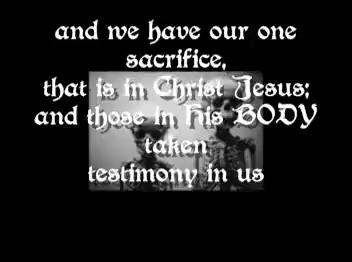 and we have our one
sacrifice,
that is in Christ Jesus;
and those in His BODY
taken
testimony in us